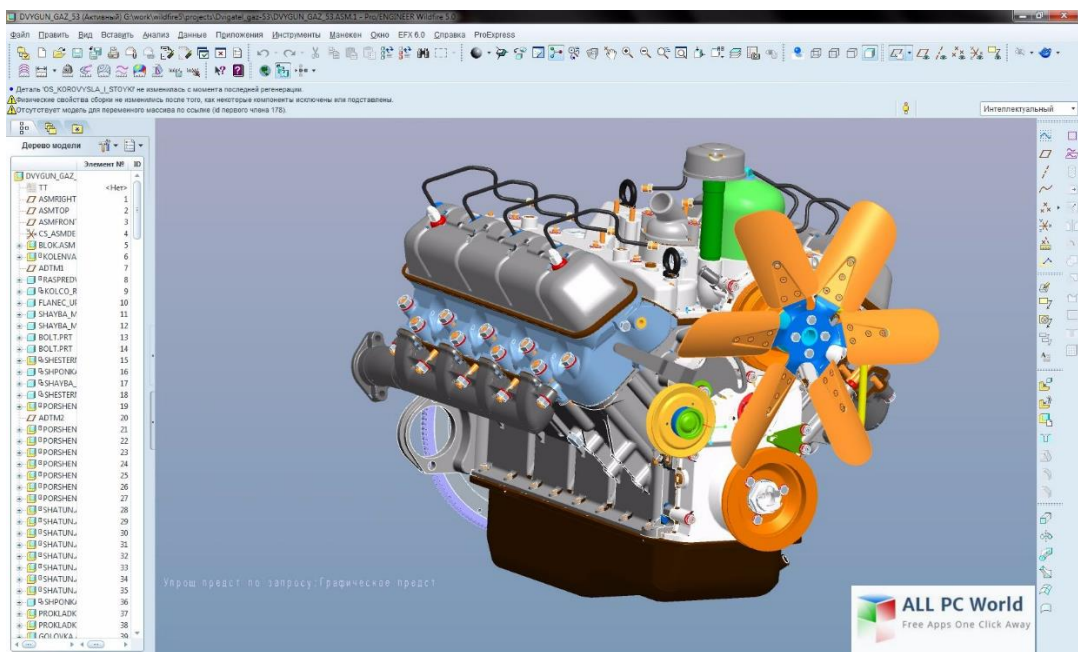 DVYGUN_GAZ_53 (Активный) G:\work\wildfire5\projects\Dvigatel_gaz-53\DVYGUN_GAZ_53.ASM.1 - Pro/ENGINEER Wildfire 5.0
Файл Править Вид Вставить Анализ Данные Приложения Инструменты Манекен Окно EFX 6.0 Справка ProExpress
Деталь 'OS_KOROVYSLA_I_STOYKI' не изменилась с момента последней регенерации.
Физические свойства сборки не изменились после того, как некоторые компоненты исключены или подставлены.
Отсутствует модель для переменного массива по ссылке (id первого члена 178).
Интеллектуальный
Дерево модели
Элемент № ID
DVYGUN_GAZ_
TT <Нет>
ASMRIGHT 1
ASMTOP 2
ASMFRONT 3
CS_ASMDE 4
BLOK.ASM 5
KOLENVA 6
ADTM1 7
RASPREDV 8
KOLCO_R 9
FLANEC_UP 10
SHAYBA_M 11
SHAYBA_M 12
BOLT.PRT 13
BOLT.PRT 14
SHESTERI 15
SHPONKA 16
SHAYBA_ 17
SHESTERI 18
PORSHEN 19
ADTM2 20
PORSHEN 21
PORSHEN 22
PORSHEN 23
PORSHEN 24
PORSHEN 25
PORSHEN 26
PORSHEN 27
SHATUN. 28
SHATUN. 29
SHATUN. 30
SHATUN. 31
SHATUN. 32
SHATUN. 33
SHATUN. 34
SHATUN. 35
SHPONKA 36
PROKLADK 37
PROKLADK 38
GOLOVKA. 39
Упрощ предст по запросу:Графическое предст
ALL PC World
Free Apps One Click Away